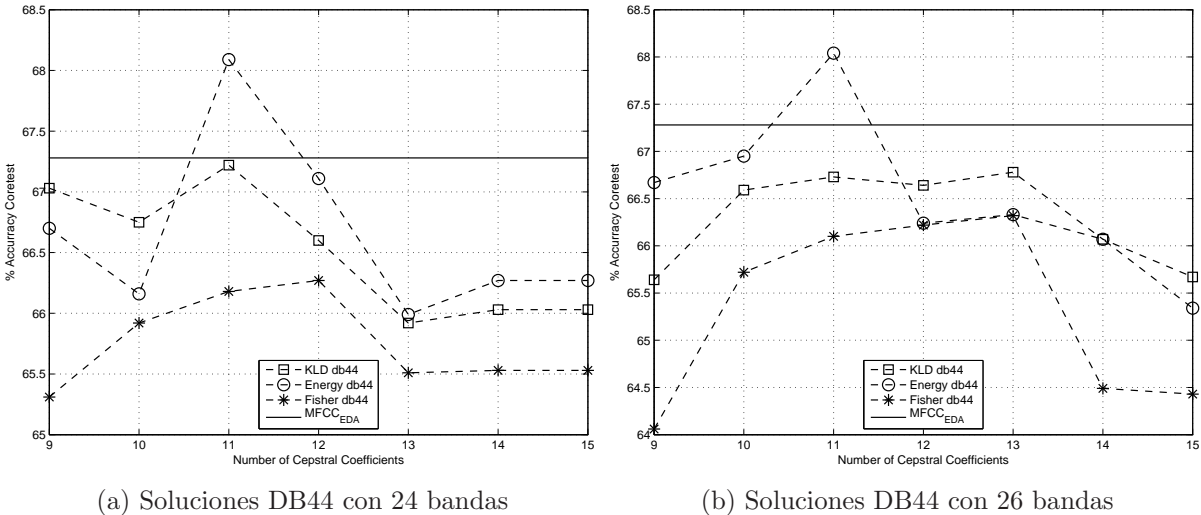 68.5
68
67.5
67
66.5
66
65.5
65
% Accurracy Coretest
9 10 11 12 13 14 15
Number of Cepstral Coefficients
KLD db44
Energy db44
Fisher db44
MFCC_EDA
(a) Soluciones DB44 con 24 bandas
68.5
68
67.5
67
66.5
66
65.5
65
64.5
64
% Accurracy Coretest
9 10 11 12 13 14 15
Number of Cepstral Coefficients
KLD db44
Energy db44
Fisher db44
MFCC_EDA
(b) Soluciones DB44 con 26 bandas